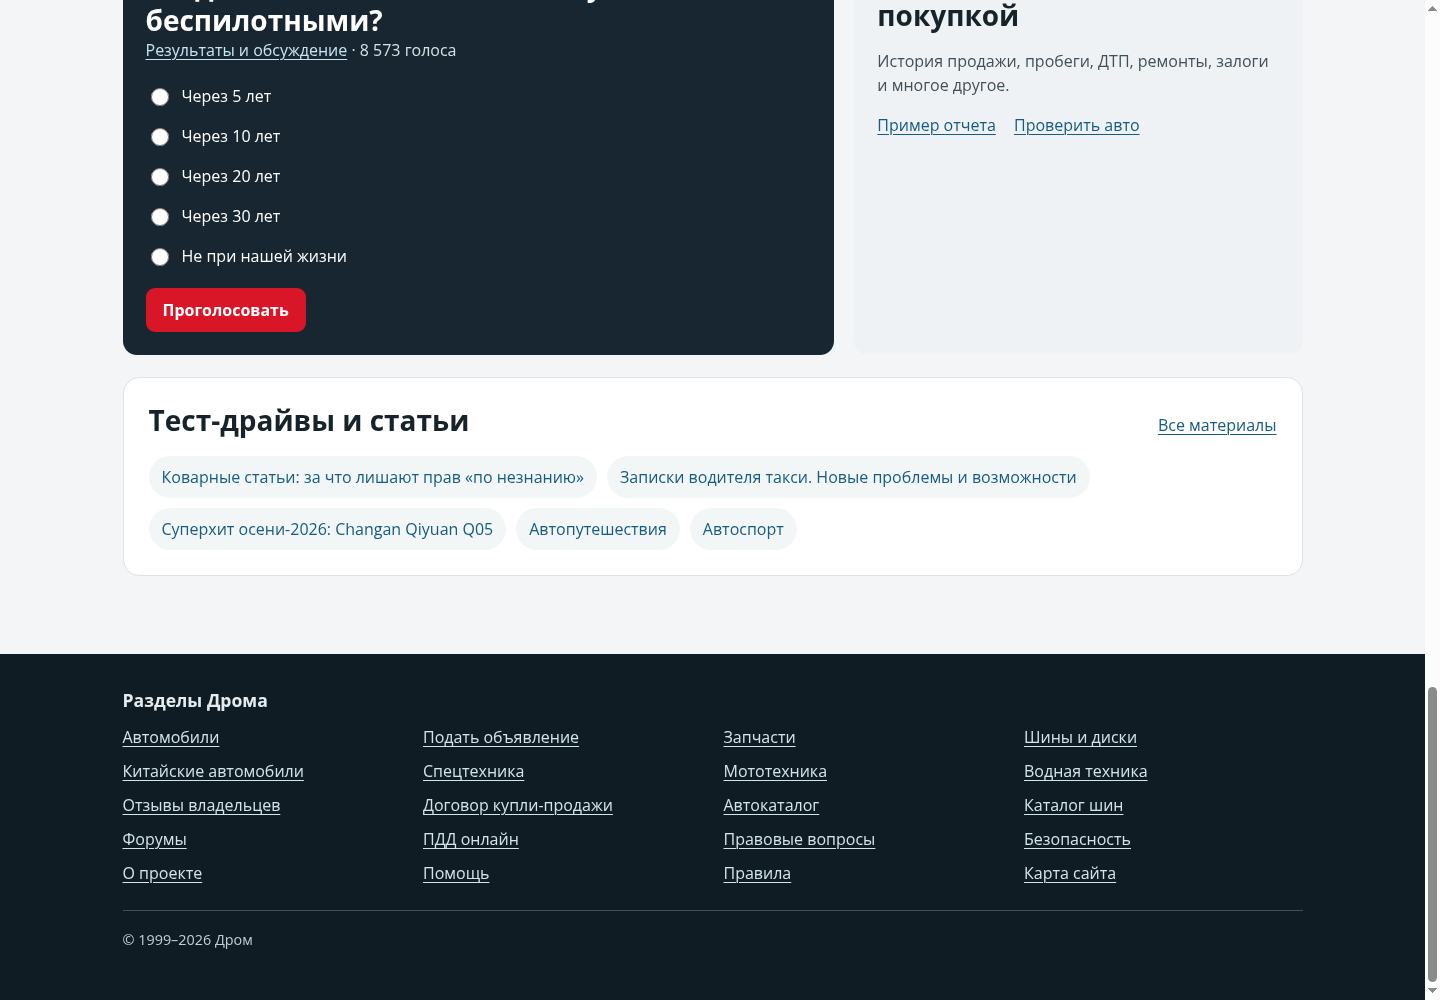 беспилотными?
Результаты и обсуждение · 8 573 голоса
Через 5 лет
Через 10 лет
Через 20 лет
Через 30 лет
Не при нашей жизни
Проголосовать
покупкой
История продажи, пробеги, ДТП, ремонты, залоги
и многое другое.
Пример отчета Проверить авто
Тест-драйвы и статьи
Все материалы
Коварные статьи: за что лишают прав «по незнанию» Записки водителя такси. Новые проблемы и возможности
Суперхит осени-2026: Changan Qiyuan Q05 Автопутешествия Автоспорт
Разделы Дрома
Автомобили Подать объявление Запчасти Шины и диски
Китайские автомобили Спецтехника Мототехника Водная техника
Отзывы владельцев Договор купли-продажи Автокаталог Каталог шин
Форумы ПДД онлайн Правовые вопросы Безопасность
О проекте Помощь Правила Карта сайта
© 1999–2026 Дром